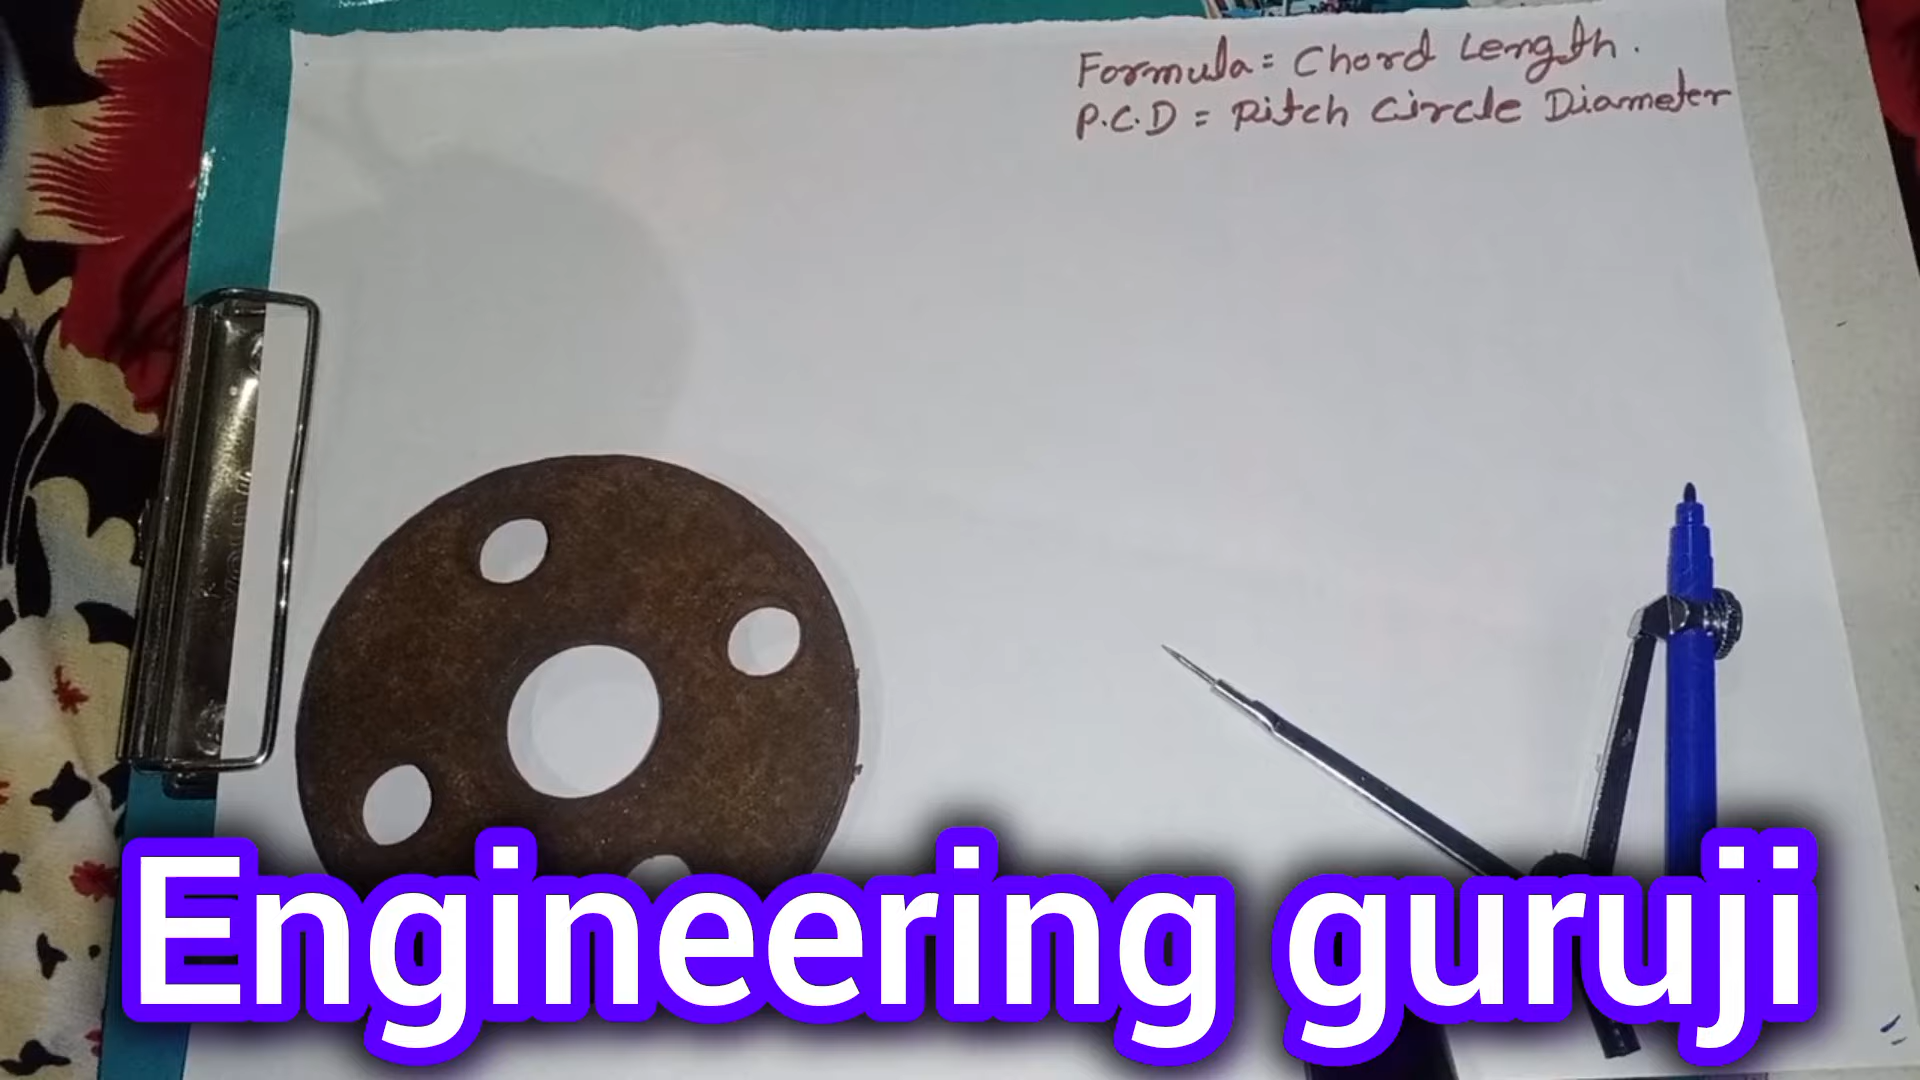 Formula = Chord Length.
P.C.D = Pitch Circle Diameter
Engineering guruji